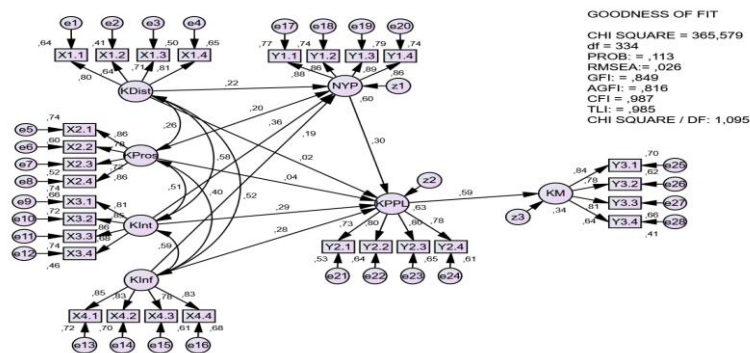 GOODNESS OF FIT
CHI SQUARE = 365,579
df = 334
PROB: = ,113
RMSEA:= ,026
GFI: = ,849
AGFI: = ,816
CFI: = ,987
TLI: = ,985
CHI SQUARE / DF: 1,095
e1 e2 e3 e4
,64 ,41 ,50 ,65
X1.1 X1.2 X1.3 X1.4
,80 ,64 ,71 ,81
KDist
e17 e18 e19 e20
,77 ,74 ,79 ,74
Y1.1 Y1.2 Y1.3 Y1.4
,88 ,86 ,89 ,86
NYP
,60
z1
,22
,20
,36
,19
,26
,58
,52
,02
,30
e5 ,74 X2.1 ,86
e6 ,60 X2.2 ,78
e7 X2.3
e8 ,52 X2.4 ,86
KPros
,04
,51
,40
e9 ,74 X3.1 ,81
e10 ,66 X3.2 ,85
e11 ,72 X3.3 ,86
e12 ,74 X3.4 ,68
,46
KInt
,29
,59
,28
KInf
,85 ,83 ,78 ,83
X4.1 X4.2 X4.3 X4.4
,72 ,70 ,61 ,68
e13 e14 e15 e16
z2
KPPL
,63
,73 ,80 ,86 ,78
Y2.1 Y2.2 Y2.3 Y2.4
,53 ,64 ,65 ,61
e21 e22 e23 e24
,59
KM
,34
z3
,84 Y3.1 ,70 e25
,78 Y3.2 ,62 e26
,81 Y3.3 e27
,64 Y3.4 ,66 e28
,41